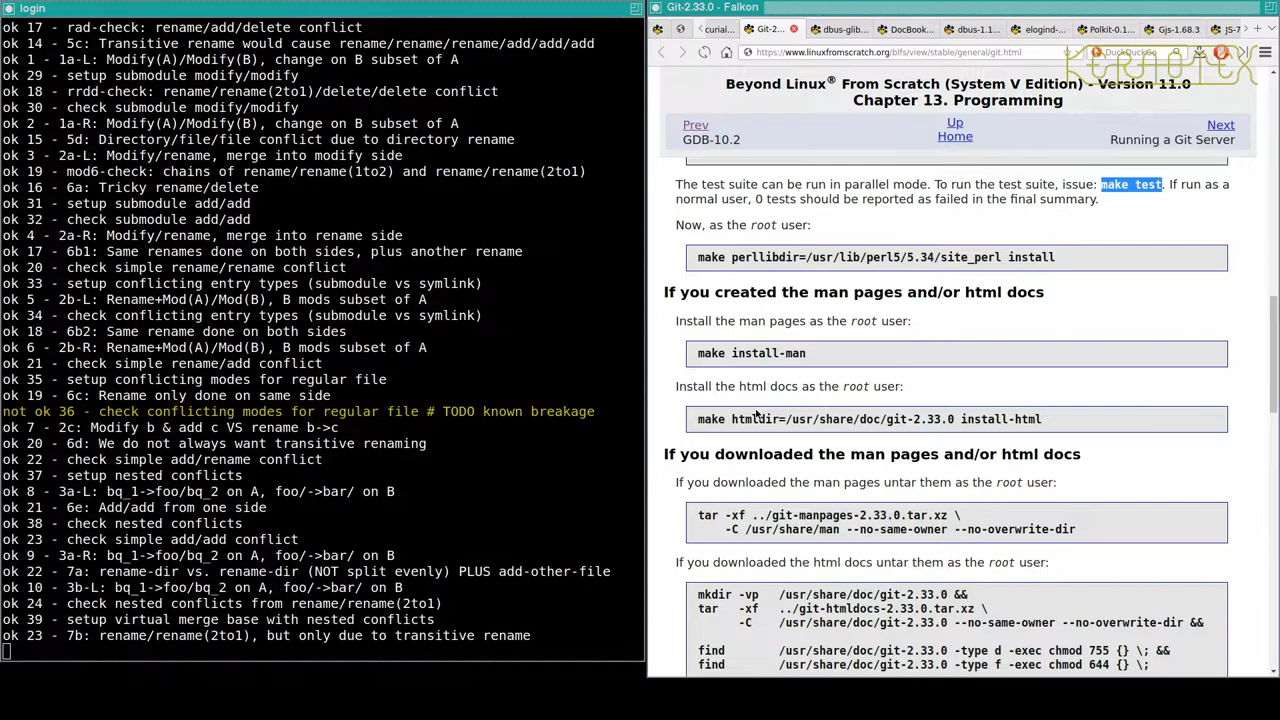 login
ok 17 - rad-check: rename/add/delete conflict
ok 14 - 5c: Transitive rename would cause rename/rename/rename/add/add/add
ok 1 - 1a-L: Modify(A)/Modify(B), change on B subset of A
ok 29 - setup submodule modify/modify
ok 18 - rrdd-check: rename/rename(2to1)/delete/delete conflict
ok 30 - check submodule modify/modify
ok 2 - 1a-R: Modify(A)/Modify(B), change on B subset of A
ok 15 - 5d: Directory/file/file conflict due to directory rename
ok 3 - 2a-L: Modify/rename, merge into modify side
ok 19 - mod6-check: chains of rename/rename(1to2) and rename/rename(2to1)
ok 16 - 6a: Tricky rename/delete
ok 31 - setup submodule add/add
ok 32 - check submodule add/add
ok 4 - 2a-R: Modify/rename, merge into rename side
ok 17 - 6b1: Same renames done on both sides, plus another rename
ok 20 - check simple rename/rename conflict
ok 33 - setup conflicting entry types (submodule vs symlink)
ok 5 - 2b-L: Rename+Mod(A)/Mod(B), B mods subset of A
ok 34 - check conflicting entry types (submodule vs symlink)
ok 18 - 6b2: Same rename done on both sides
ok 6 - 2b-R: Rename+Mod(A)/Mod(B), B mods subset of A
ok 21 - check simple rename/add conflict
ok 35 - setup conflicting modes for regular file
ok 19 - 6c: Rename only done on same side
not ok 36 - check conflicting modes for regular file # TODO known breakage
ok 7 - 2c: Modify b & add c VS rename b->c
ok 20 - 6d: We do not always want transitive renaming
ok 22 - check simple add/rename conflict
ok 37 - setup nested conflicts
ok 8 - 3a-L: bq_1->foo/bq_2 on A, foo/->bar/ on B
ok 21 - 6e: Add/add from one side
ok 38 - check nested conflicts
ok 23 - check simple add/add conflict
ok 9 - 3a-R: bq_1->foo/bq_2 on A, foo/->bar/ on B
ok 22 - 7a: rename-dir vs. rename-dir (NOT split evenly) PLUS add-other-file
ok 10 - 3b-L: bq_1->foo/bq_2 on A, foo/->bar/ on B
ok 24 - check nested conflicts from rename/rename(2to1)
ok 39 - setup virtual merge base with nested conflicts
ok 23 - 7b: rename/rename(2to1), but only due to transitive rename
Git-2.33.0 - Falkon
curial... Git-2... dbus-glib... DocBook... dbus-1.1... elogind-... Polkit-0.1... Gjs-1.68.3 JS-7
https://www.linuxfromscratch.org/blfs/view/stable/general/git.html DuckDuckGo
KERNOTEX
Beyond Linux® From Scratch (System V Edition) - Version 11.0
Chapter 13. Programming
Prev Up Next
GDB-10.2 Home Running a Git Server
The test suite can be run in parallel mode. To run the test suite, issue: make test. If run as a
normal user, 0 tests should be reported as failed in the final summary.
Now, as the root user:
make perllibdir=/usr/lib/perl5/5.34/site_perl install
If you created the man pages and/or html docs
Install the man pages as the root user:
make install-man
Install the html docs as the root user:
make htmldir=/usr/share/doc/git-2.33.0 install-html
If you downloaded the man pages and/or html docs
If you downloaded the man pages untar them as the root user:
tar -xf ../git-manpages-2.33.0.tar.xz \
-C /usr/share/man --no-same-owner --no-overwrite-dir
If you downloaded the html docs untar them as the root user:
mkdir -vp /usr/share/doc/git-2.33.0 &&
tar -xf ../git-htmldocs-2.33.0.tar.xz \
-C /usr/share/doc/git-2.33.0 --no-same-owner --no-overwrite-dir &&
find /usr/share/doc/git-2.33.0 -type d -exec chmod 755 {} \; &&
find /usr/share/doc/git-2.33.0 -type f -exec chmod 644 {} \;